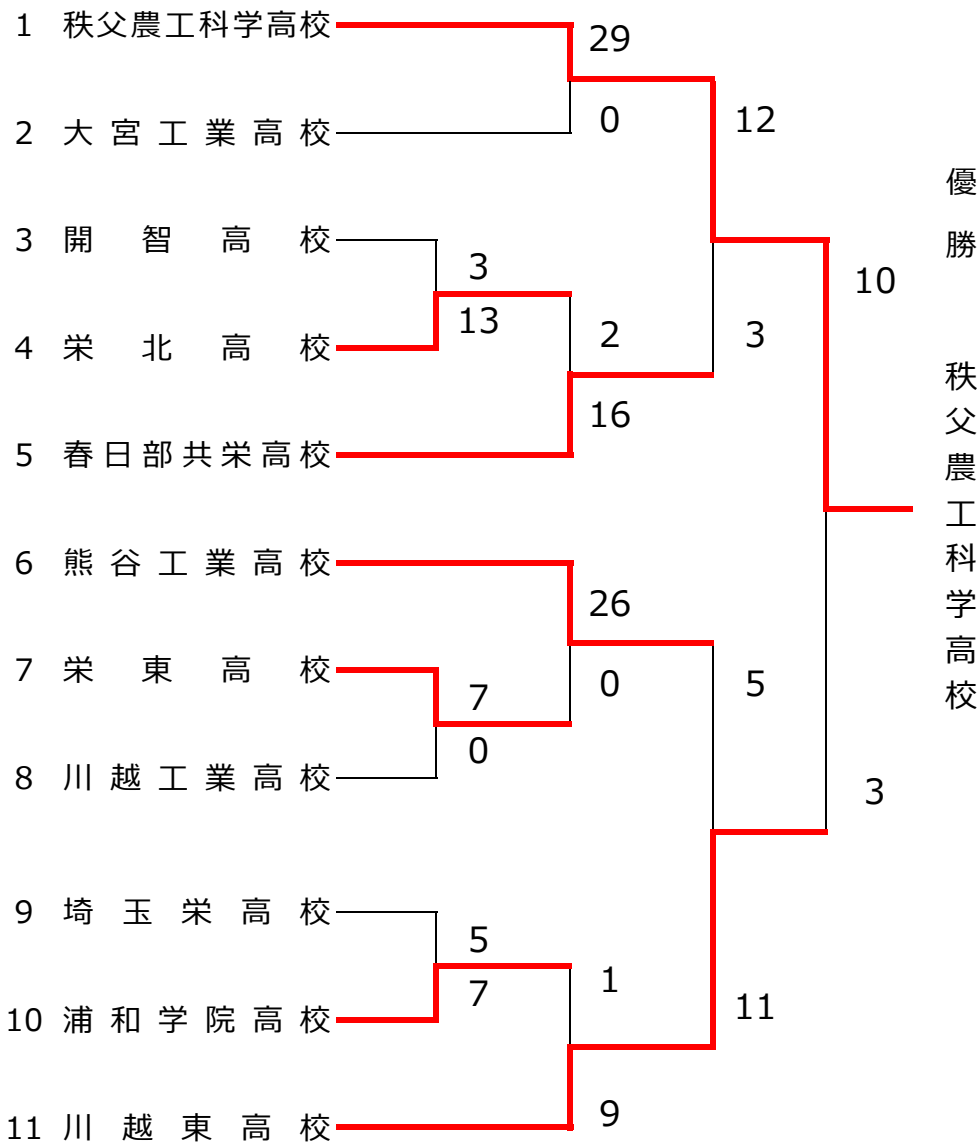 1 秩父農工科学高校
29
0
2 大宮工業高校
12
3 開智高校
3
13
4 栄北高校
2
16
5 春日部共栄高校
3
10
6 熊谷工業高校
26
0
7 栄東高校
7
0
8 川越工業高校
5
3
9 埼玉栄高校
5
7
10 浦和学院高校
1
9
11 川越東高校
11
優勝
秩父農工科学高校